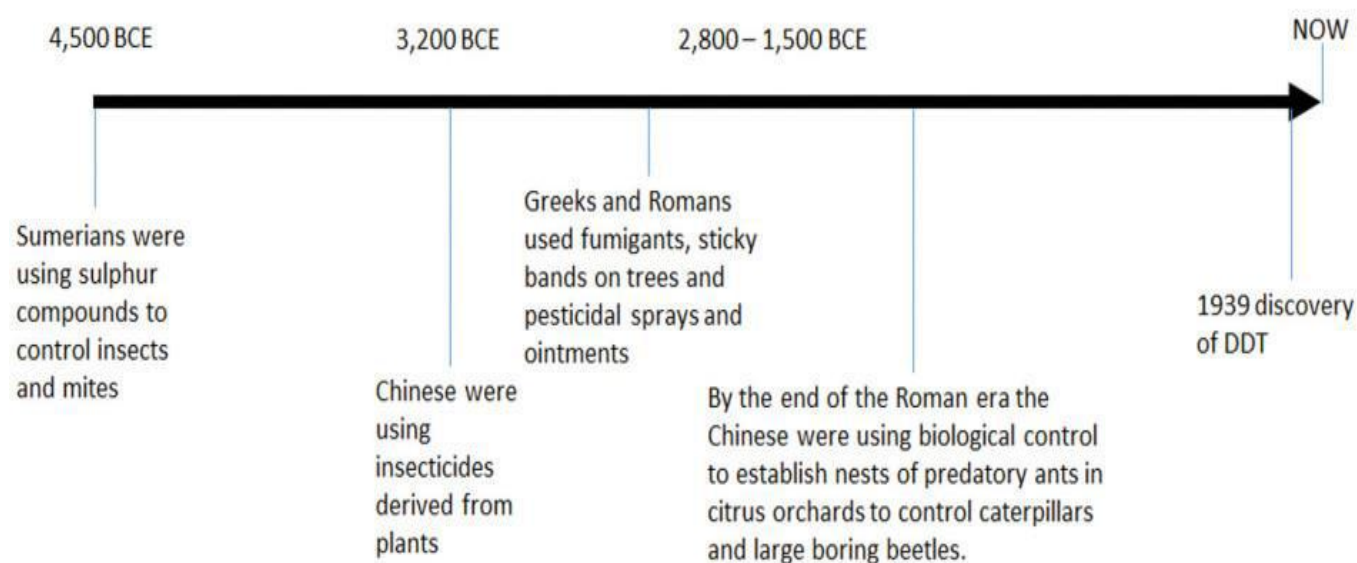 4,500 BCE
3,200 BCE
2,800 – 1,500 BCE
NOW
Sumerians were
using sulphur
compounds to
control insects
and mites
Chinese were
using
insecticides
derived from
plants
Greeks and Romans
used fumigants, sticky
bands on trees and
pesticidal sprays and
ointments
By the end of the Roman era the
Chinese were using biological control
to establish nests of predatory ants in
citrus orchards to control caterpillars
and large boring beetles.
1939 discovery
of DDT